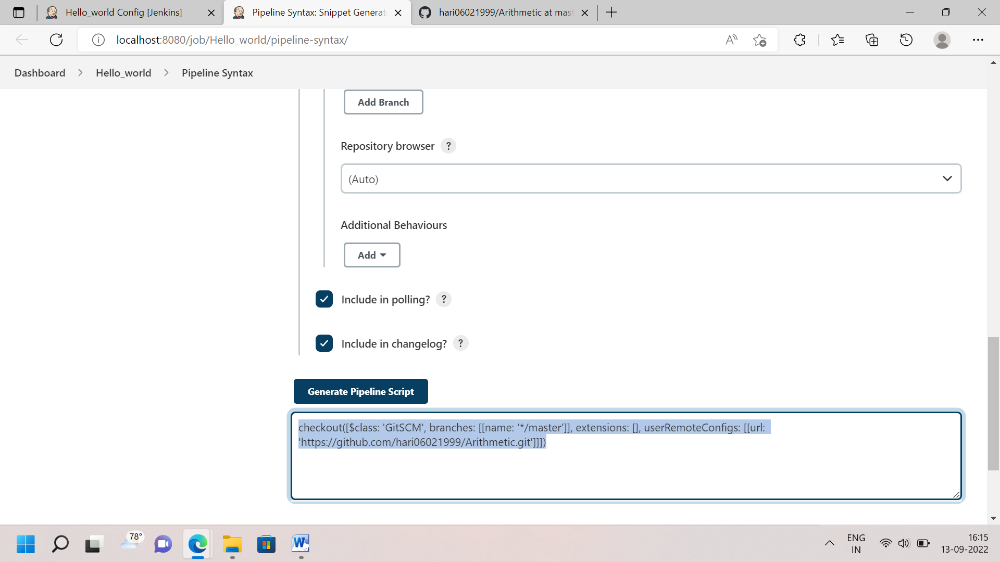 Hello_world Config [Jenkins]
Pipeline Syntax: Snippet Generat
hari06021999/Arithmetic at mast
localhost:8080/job/Hello_world/pipeline-syntax/
Dashboard
Hello_world
Pipeline Syntax
Add Branch
Repository browser ?
(Auto)
Additional Behaviours
Add
Include in polling? ?
Include in changelog? ?
Generate Pipeline Script
checkout([$class: 'GitSCM', branches: [[name: '*/master']], extensions: [], userRemoteConfigs: [[url:
'https://github.com/hari06021999/Arithmetic.git']]])
78°
W
ENG
IN
16:15
13-09-2022